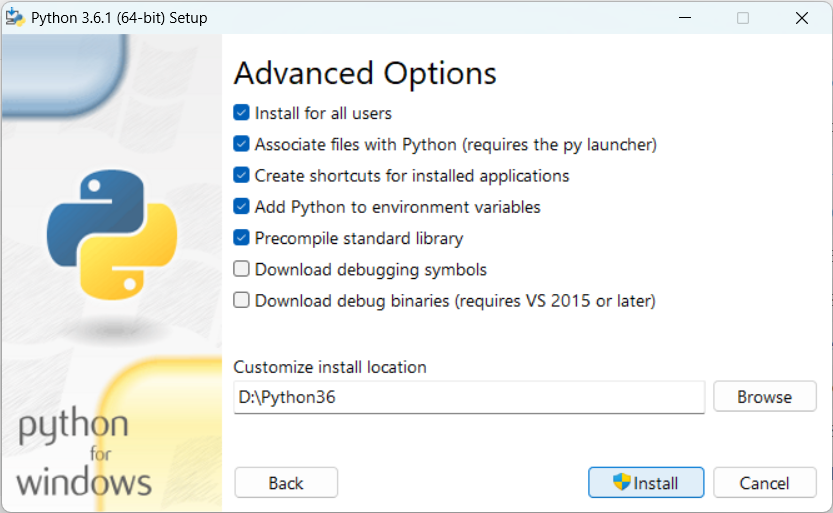 Python 3.6.1 (64-bit) Setup
Advanced Options
Install for all users
Associate files with Python (requires the py launcher)
Create shortcuts for installed applications
Add Python to environment variables
Precompile standard library
Download debugging symbols
Download debug binaries (requires VS 2015 or later)
Customize install location
D:\Python36
Browse
python
for
windows
Back
Install
Cancel